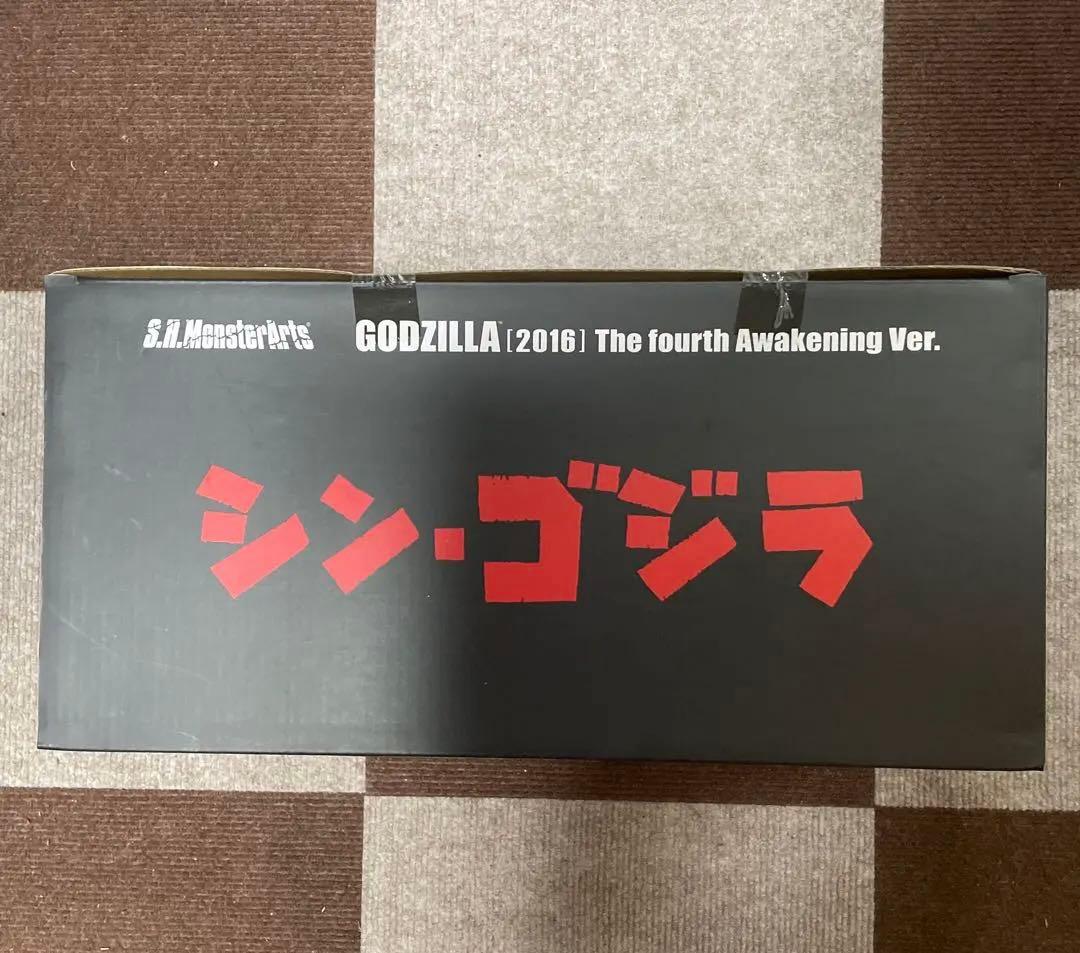 S.H.MonsterArts GODZILLA [2016] The fourth Awakening Ver.
シン・ゴジラ